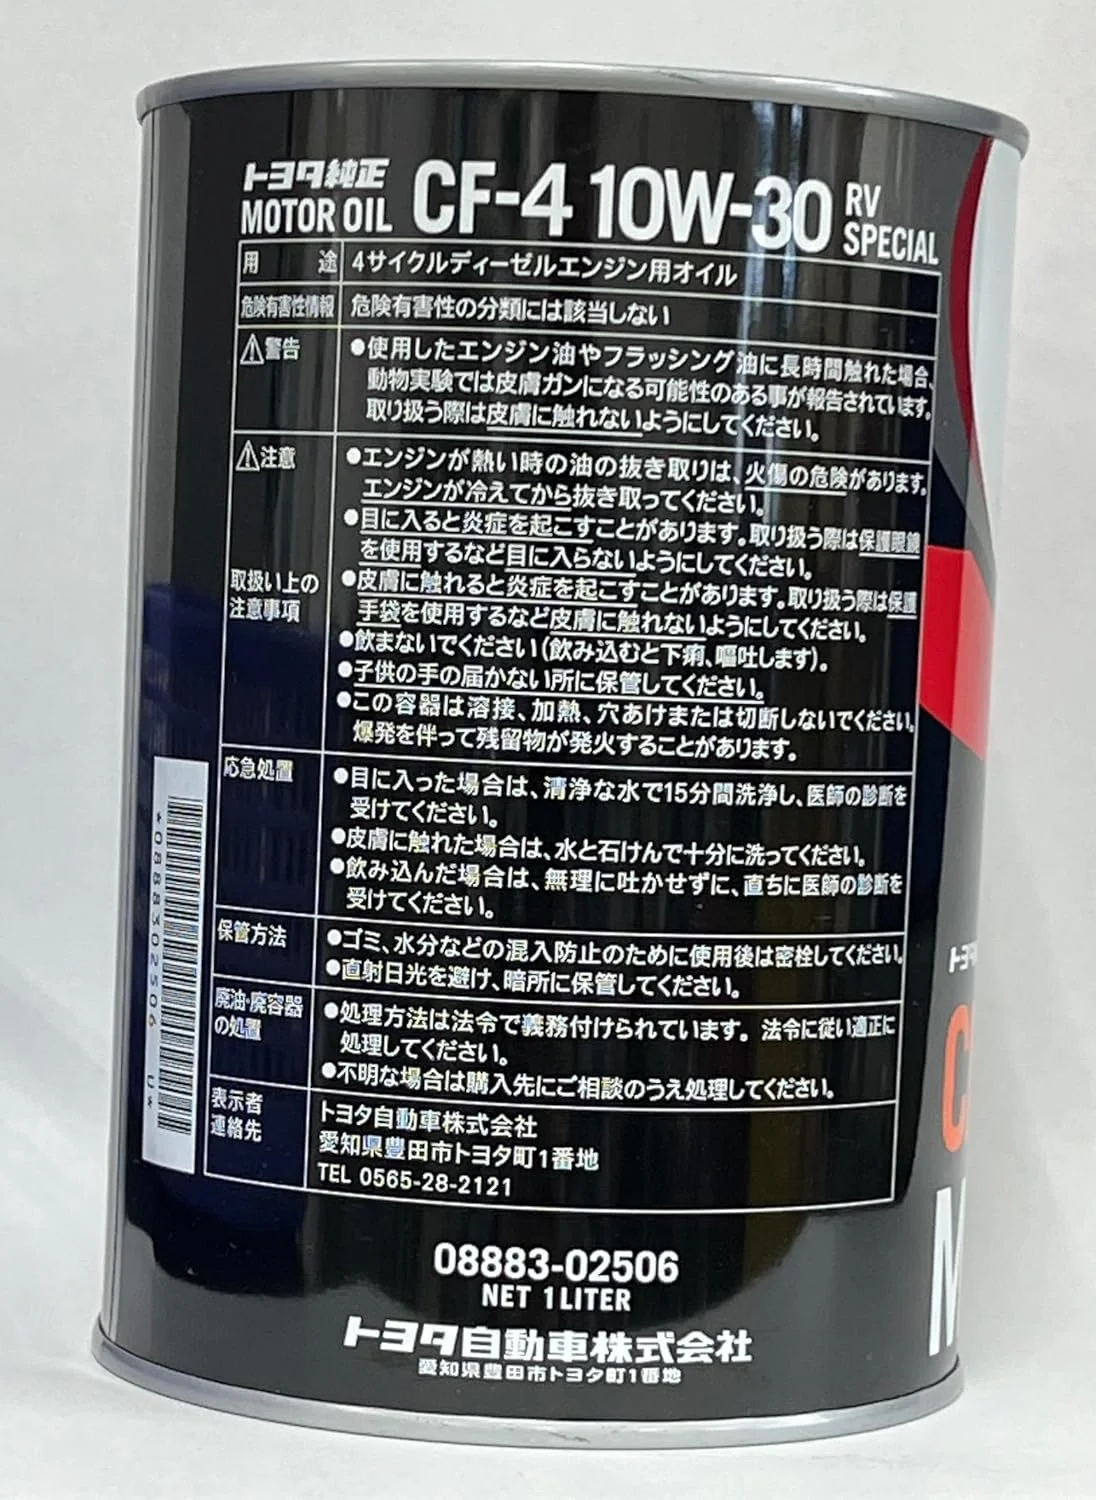 トヨタ純正
MOTOR OIL CF-4 10W-30 RV SPECIAL
用途 4サイクルディーゼルエンジン用オイル
危険有害性情報 危険有害性の分類には該当しない
⚠警告 ●使用したエンジン油やフラッシング油に長時間触れた場合、
動物実験では皮膚ガンになる可能性のある事が報告されています。
取り扱う際は皮膚に触れないようにしてください。
⚠注意 ●エンジンが熱い時の油の抜き取りは、火傷の危険があります。
エンジンが冷えてから抜き取ってください。
●目に入ると炎症を起こすことがあります。取り扱う際は保護眼鏡
を使用するなど目に入らないようにしてください。
取扱い上の
注意事項
●皮膚に触れると炎症を起こすことがあります。取り扱う際は保護
手袋を使用するなど皮膚に触れないようにしてください。
●飲まないでください(飲み込むと下痢、嘔吐します)。
●子供の手の届かない所に保管してください。
●この容器は溶接、加熱、穴あけまたは切断しないでください。
爆発を伴って残留物が発火することがあります。
応急処置 ●目に入った場合は、清浄な水で15分間洗浄し、医師の診断を
受けてください。
●皮膚に触れた場合は、水と石けんで十分に洗ってください。
●飲み込んだ場合は、無理に吐かせずに、直ちに医師の診断を
受けてください。
保管方法 ●ゴミ、水分などの混入防止のために使用後は密栓してください。
●直射日光を避け、暗所に保管してください。
廃油・廃容器
の処置
●処理方法は法令で義務付けられています。法令に従い適正に
処理してください。
●不明な場合は購入先にご相談のうえ処理してください。
表示者
連絡先
トヨタ自動車株式会社
愛知県豊田市トヨタ町1番地
TEL 0565-28-2121
08883-02506
NET 1LITER
トヨタ自動車株式会社
愛知県豊田市トヨタ町1番地
*0888302506 U*
トヨタ
C
M